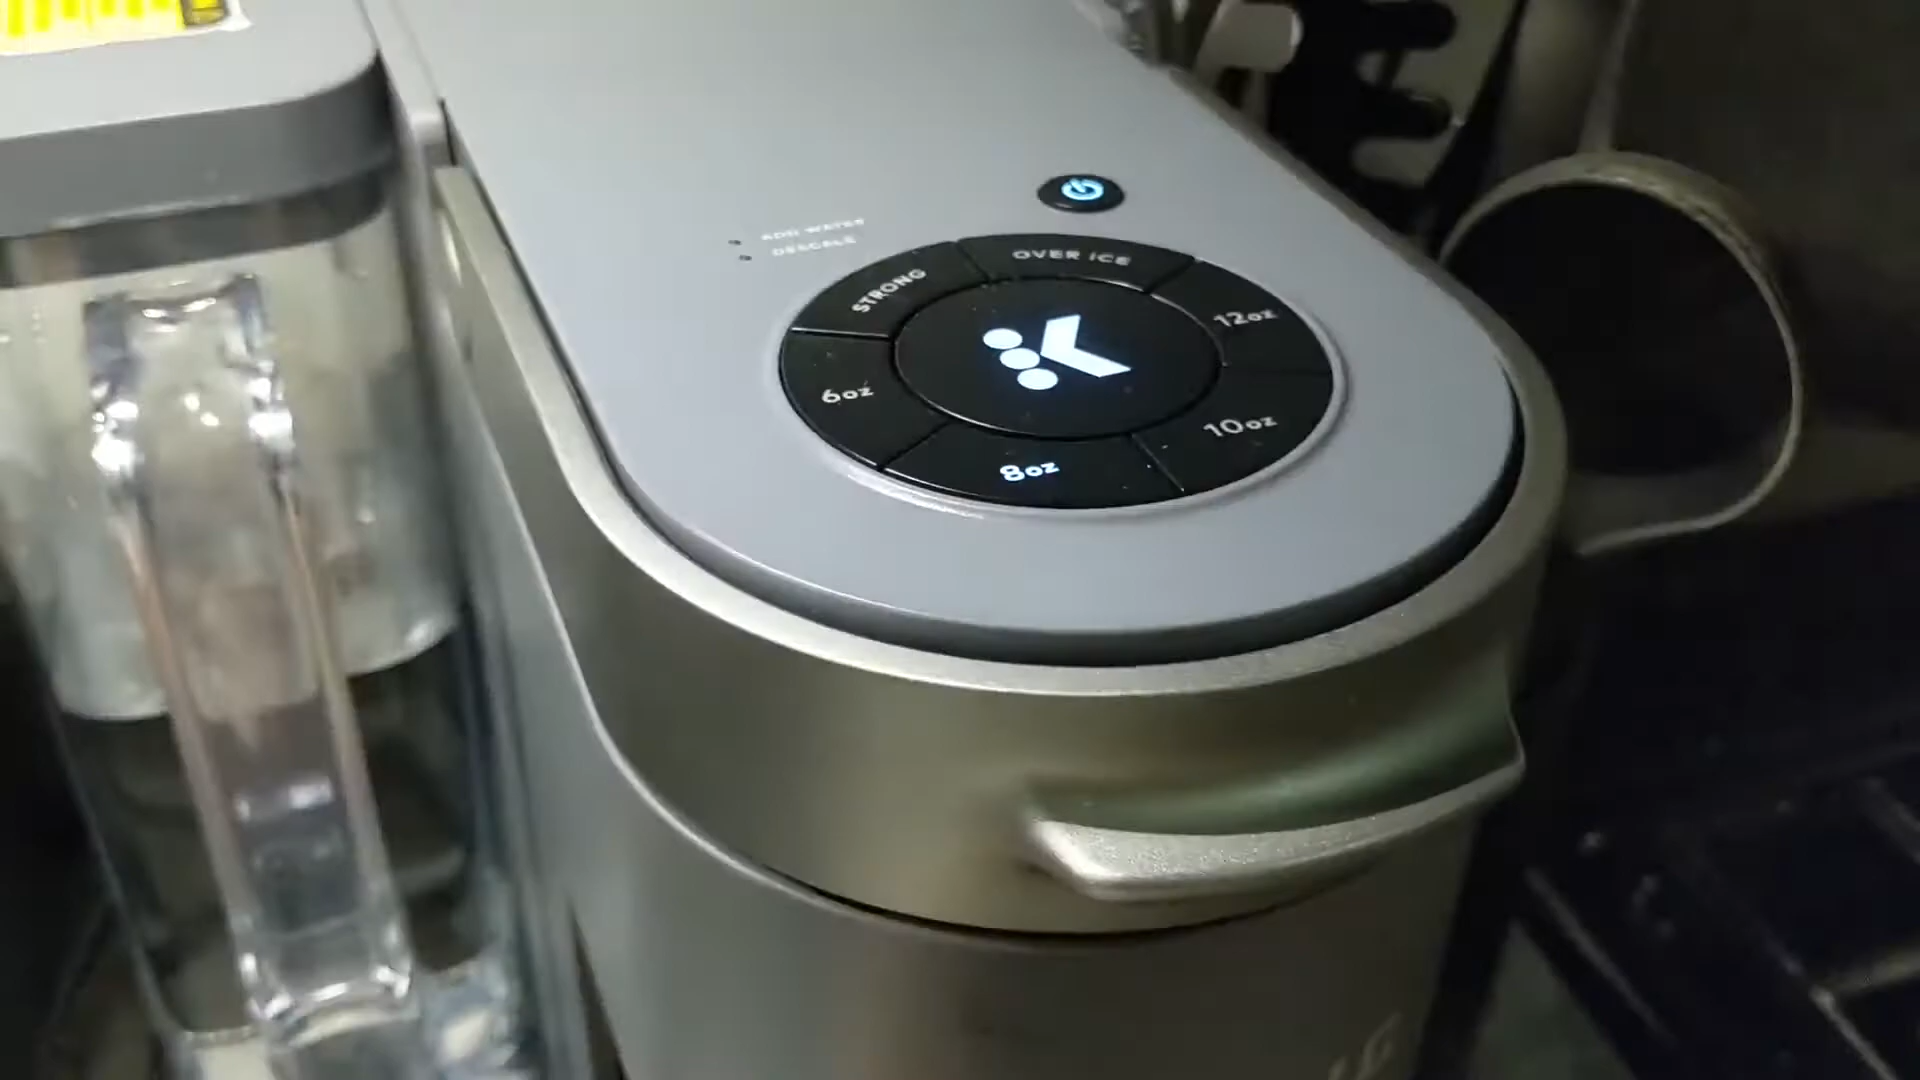 ADD WATER
DESCALE
STRONG
OVER ICE
6oz
12oz
8oz
10oz